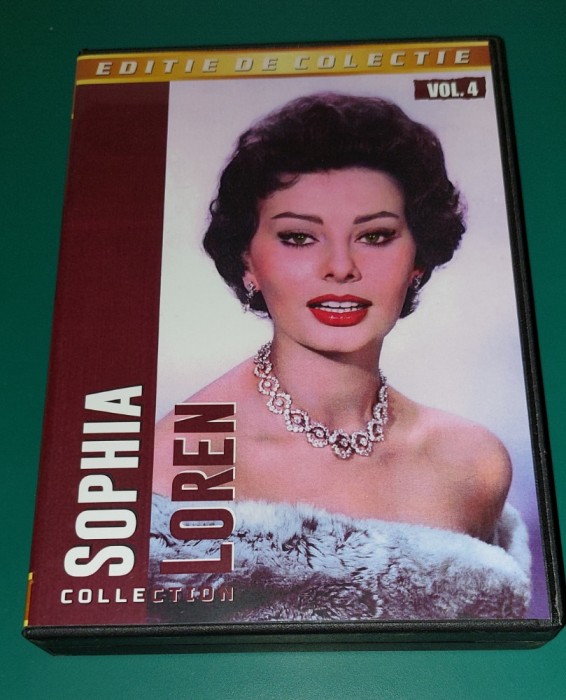 EDITIE DE COLECTIE
VOL. 4
SOPHIA
LOREN
COLLECTION